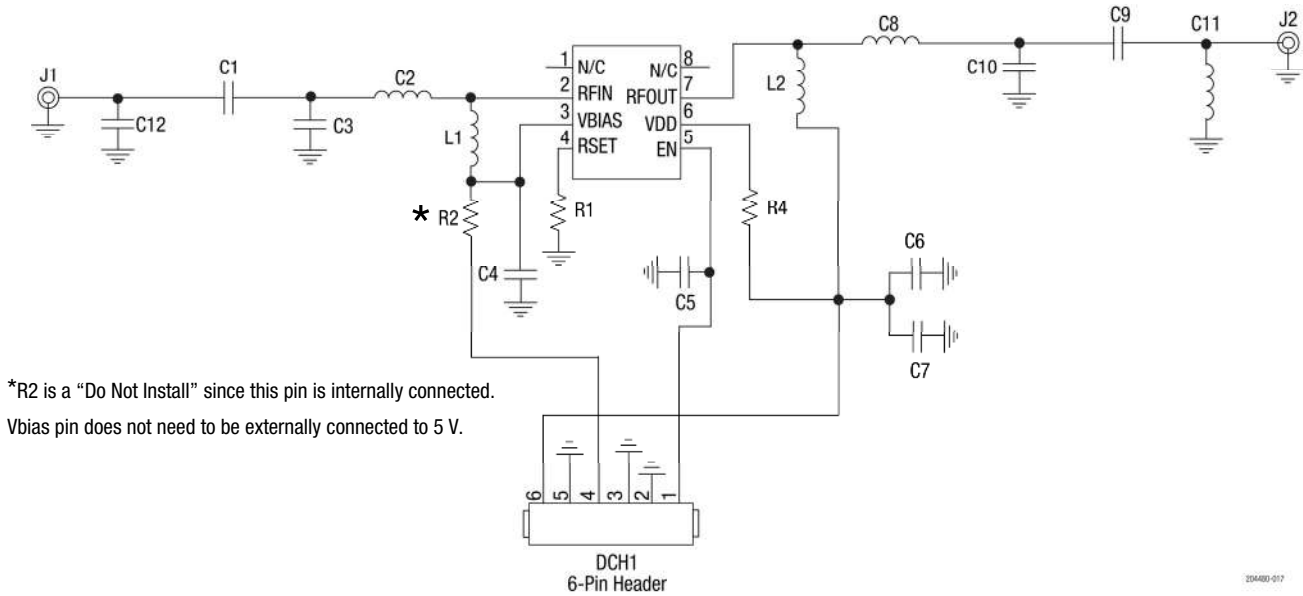 J1
C1
C2
C12
C3
L1
1
N/C
2
RFIN
3
VBIAS
4
RSET
8
N/C
7
RFOUT
6
VDD
5
EN
L2
C8
C10
C9
C11
J2
* R2
R1
C4
C5
R4
C6
C7
*R2 is a “Do Not Install” since this pin is internally connected.
Vbias pin does not need to be externally connected to 5 V.
6 5 4 3 2 1
DCH1
6-Pin Header
204480-017